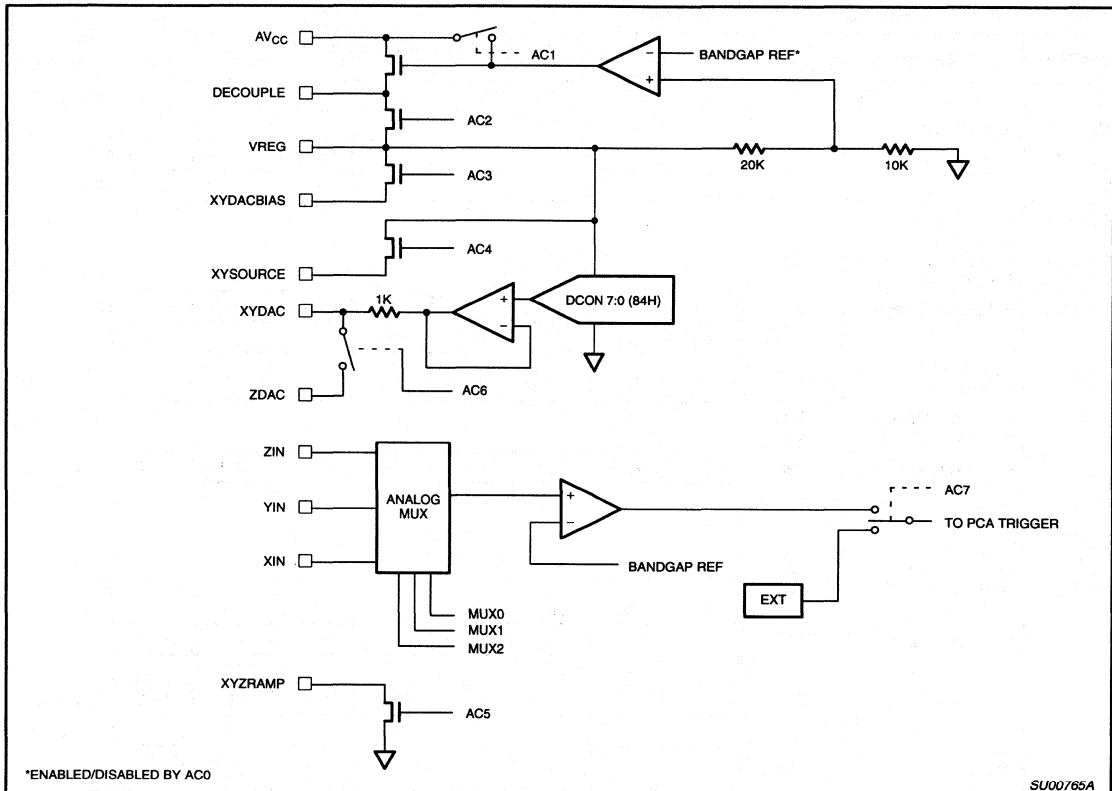 AVCC
AC1
BANDGAP REF*
DECOUPLE
AC2
VREG
20K
10K
AC3
XYDACBIAS
AC4
XYSOURCE
DCON 7:0 (84H)
1K
XYDAC
AC6
ZDAC
ZIN
ANALOG
MUX
AC7
YIN
TO PCA TRIGGER
XIN
BANDGAP REF
EXT
MUX0
MUX1
MUX2
XYZRAMP
AC5
*ENABLED/DISABLED BY AC0
SU00765A